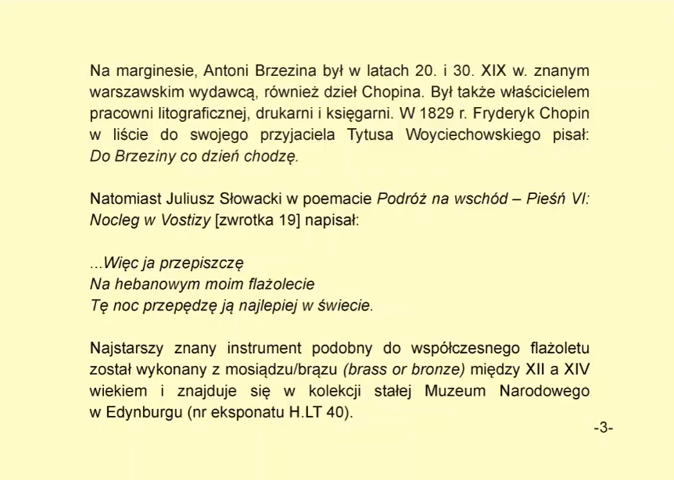 Na marginesie, Antoni Brzezina był w latach 20. i 30. XIX w. znanym
warszawskim wydawcą, również dzieł Chopina. Był także właścicielem
pracowni litograficznej, drukarni i księgarni. W 1829 r. Fryderyk Chopin
w liście do swojego przyjaciela Tytusa Woyciechowskiego pisał:
Do Brzeziny co dzień chodzę.
Natomiast Juliusz Słowacki w poemacie Podróż na wschód – Pieśń VI:
Nocleg w Vostizy [zwrotka 19] napisał:
...Więc ja przepiszczę
Na hebanowym moim flażolecie
Tę noc przepędzę ją najlepiej w świecie.
Najstarszy znany instrument podobny do współczesnego flażoletu
został wykonany z mosiądzu/brązu (brass or bronze) między XII a XIV
wiekiem i znajduje się w kolekcji stałej Muzeum Narodowego
w Edynburgu (nr eksponatu H.LT 40).
-3-